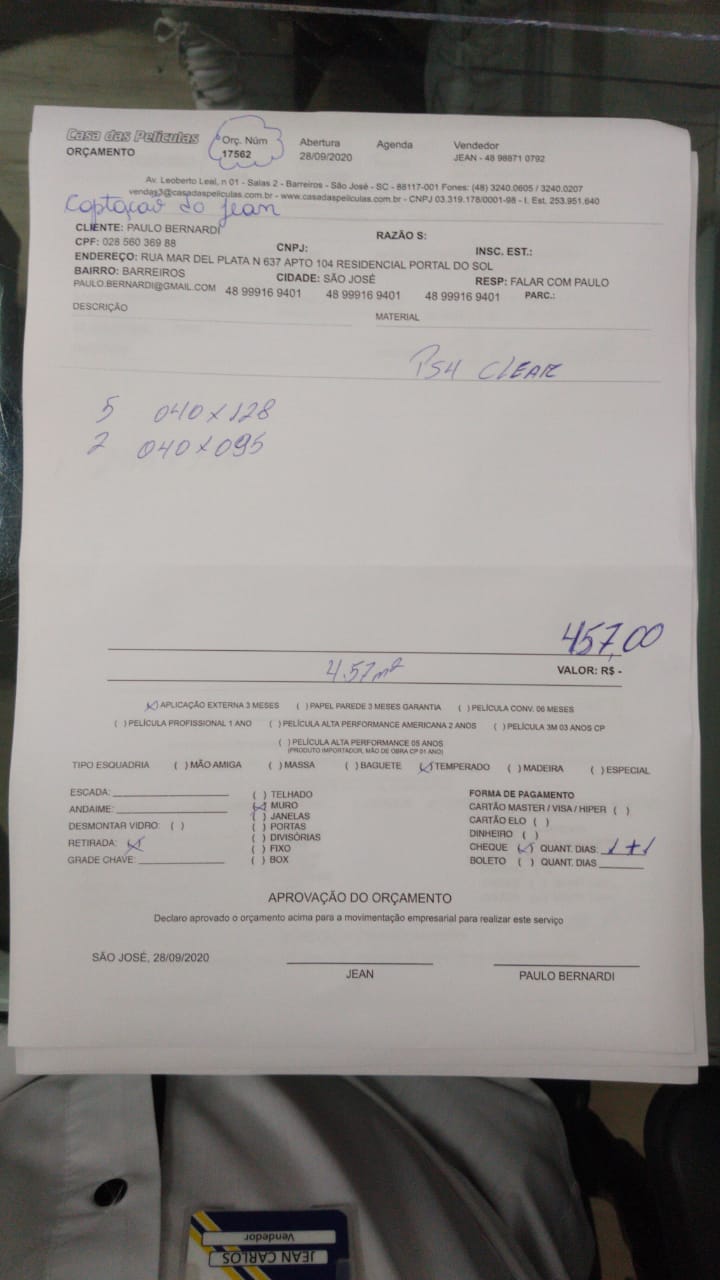 Casa das Películas
ORÇAMENTO
Orç. Núm
17562
Abertura
28/09/2020
Agenda
Vendedor
JEAN - 48 98871 0792
Av. Leoberto Leal, n 01 - Salas 2 - Barreiros - São José - SC - 88117-001 Fones: (48) 3240.0605 / 3240.0207
vendas3@casadaspeliculas.com.br - www.casadaspeliculas.com.br - CNPJ 03.319.178/0001-98 - I. Est. 253.951.640
Captação do Jean
CLIENTE: PAULO BERNARDI RAZÃO S:
CPF: 028 560 369 88 CNPJ: INSC. EST.:
ENDEREÇO: RUA MAR DEL PLATA N 637 APTO 104 RESIDENCIAL PORTAL DO SOL
BAIRRO: BARREIROS CIDADE: SÃO JOSÉ RESP: FALAR COM PAULO
PAULO.BERNARDI@GMAIL.COM 48 99916 9401 48 99916 9401 48 99916 9401 PARC.:
DESCRIÇÃO MATERIAL
PS4 CLEAR
5 040 x 128
2 040 x 095
457,00
4.57m² VALOR: R$ -
(x) APLICAÇÃO EXTERNA 3 MESES ( ) PAPEL PAREDE 3 MESES GARANTIA ( ) PELÍCULA CONV. 06 MESES
( ) PELÍCULA PROFISSIONAL 1 ANO ( ) PELÍCULA ALTA PERFORMANCE AMERICANA 2 ANOS ( ) PELÍCULA 3M 03 ANOS CP
( ) PELÍCULA ALTA PERFORMANCE 05 ANOS
(PRODUTO IMPORTADOR, MÃO DE OBRA CP 01 ANO)
TIPO ESQUADRIA ( ) MÃO AMIGA ( ) MASSA ( ) BAGUETE (x) TEMPERADO ( ) MADEIRA ( ) ESPECIAL
ESCADA:
ANDAIME:
DESMONTAR VIDRO: ( )
RETIRADA: x
GRADE CHAVE:
( ) TELHADO
(x) MURO
( ) JANELAS
( ) PORTAS
( ) DIVISÓRIAS
( ) FIXO
( ) BOX
FORMA DE PAGAMENTO
CARTÃO MASTER / VISA / HIPER ( )
CARTÃO ELO ( )
DINHEIRO ( )
CHEQUE (x) QUANT. DIAS: 1+1
BOLETO ( ) QUANT. DIAS
APROVAÇÃO DO ORÇAMENTO
Declaro aprovado o orçamento acima para a movimentação empresarial para realizar este serviço
SÃO JOSÉ, 28/09/2020
JEAN
PAULO BERNARDI
JEAN CARLOS
Vendedor